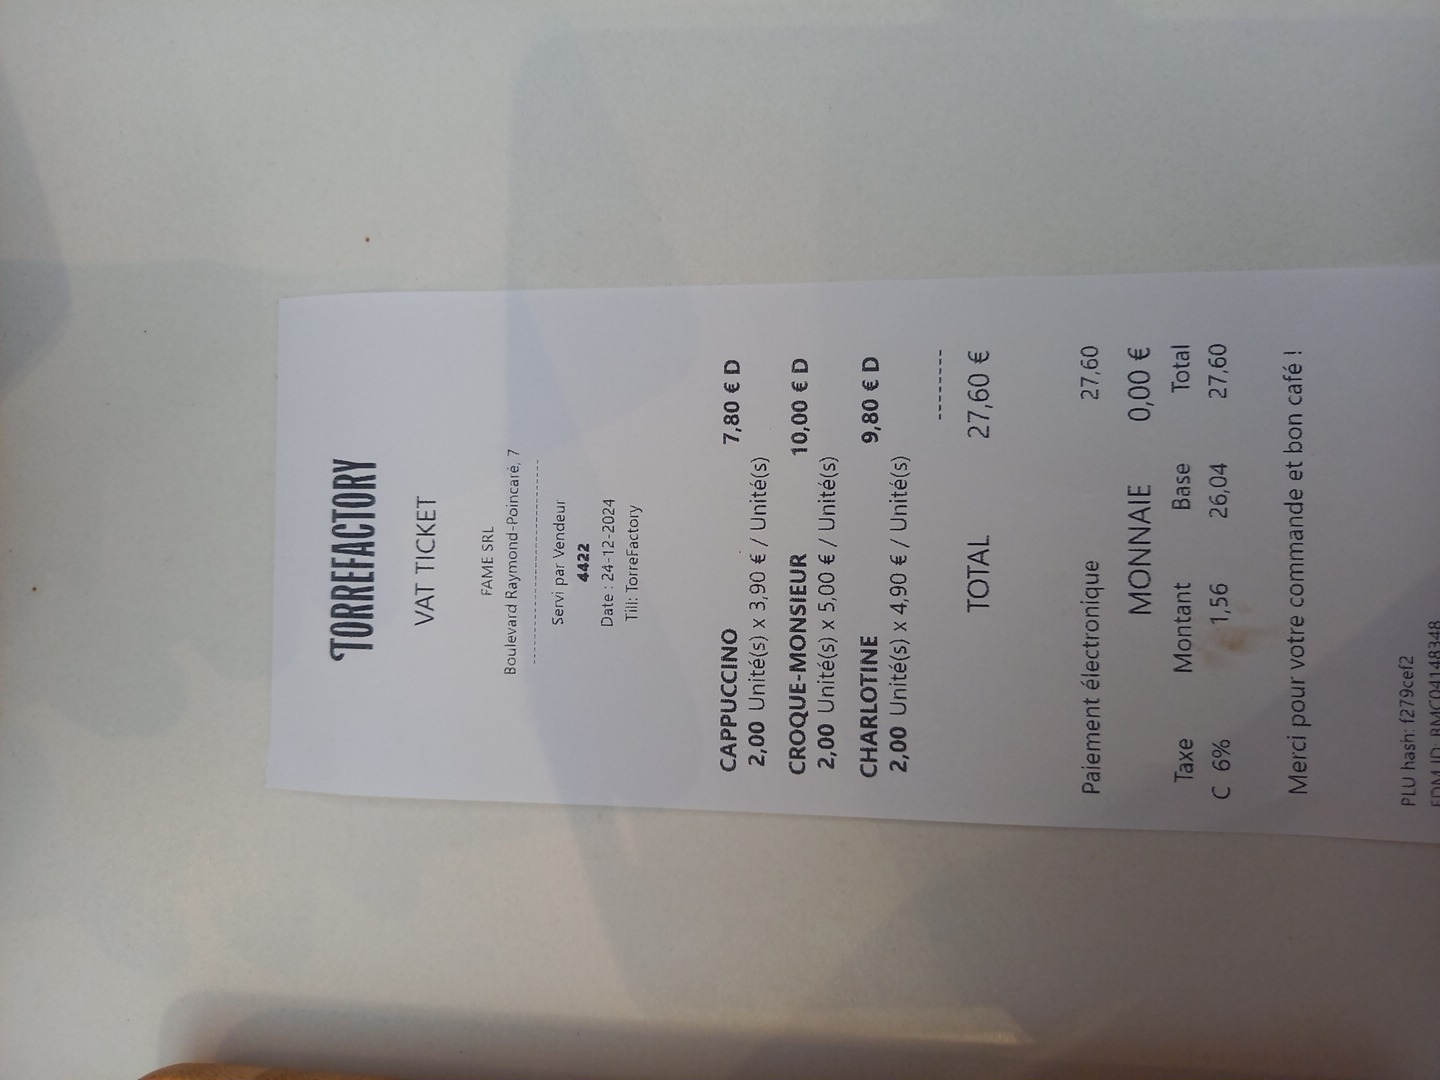 TORREFACTORY
VAT TICKET
FAME SRL
Boulevard Raymond-Poincaré, 7
--------------------------------
Servi par Vendeur
4422
Date : 24-12-2024
Till: TorreFactory
CAPPUCCINO 7,80 € D
2,00 Unité(s) x 3,90 € / Unité(s)
CROQUE-MONSIEUR 10,00 € D
2,00 Unité(s) x 5,00 € / Unité(s)
CHARLOTINE 9,80 € D
2,00 Unité(s) x 4,90 € / Unité(s)
--------
TOTAL 27,60 €
Paiement électronique 27,60
MONNAIE 0,00 €
Taxe Montant Base Total
C 6% 1,56 26,04 27,60
Merci pour votre commande et bon café !
PLU hash: f279cef2
FDM ID: BMC04148348